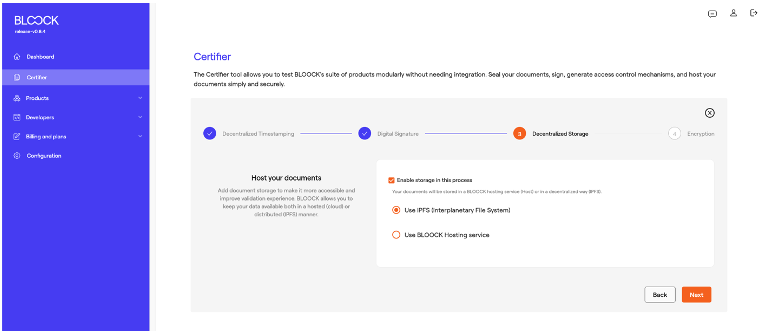 BLOOCK
release-v0.8.4
Dashboard
Certifier
Products
Developers
Billing and plans
Configuration
Certifier
The Certifier tool allows you to test BLOOCK's suite of products modularly without needing integration. Seal your documents, sign, generate access control mechanisms, and host your
documents simply and securely.
Decentralized Timestamping
Digital Signature
3 Decentralized Storage
4 Encryption
Host your documents
Add document storage to make it more accessible and
improve validation experience. BLOOCK allows you to
keep your data available both in a hosted (cloud) or
distributed (IPFS) manner.
Enable storage in this process
Your documents will be stored in a BLOOCK hosting service (Host) or in a decentralized way (IPFS).
Use IPFS (Interplanetary File System)
Use BLOOCK Hosting service
Back
Next